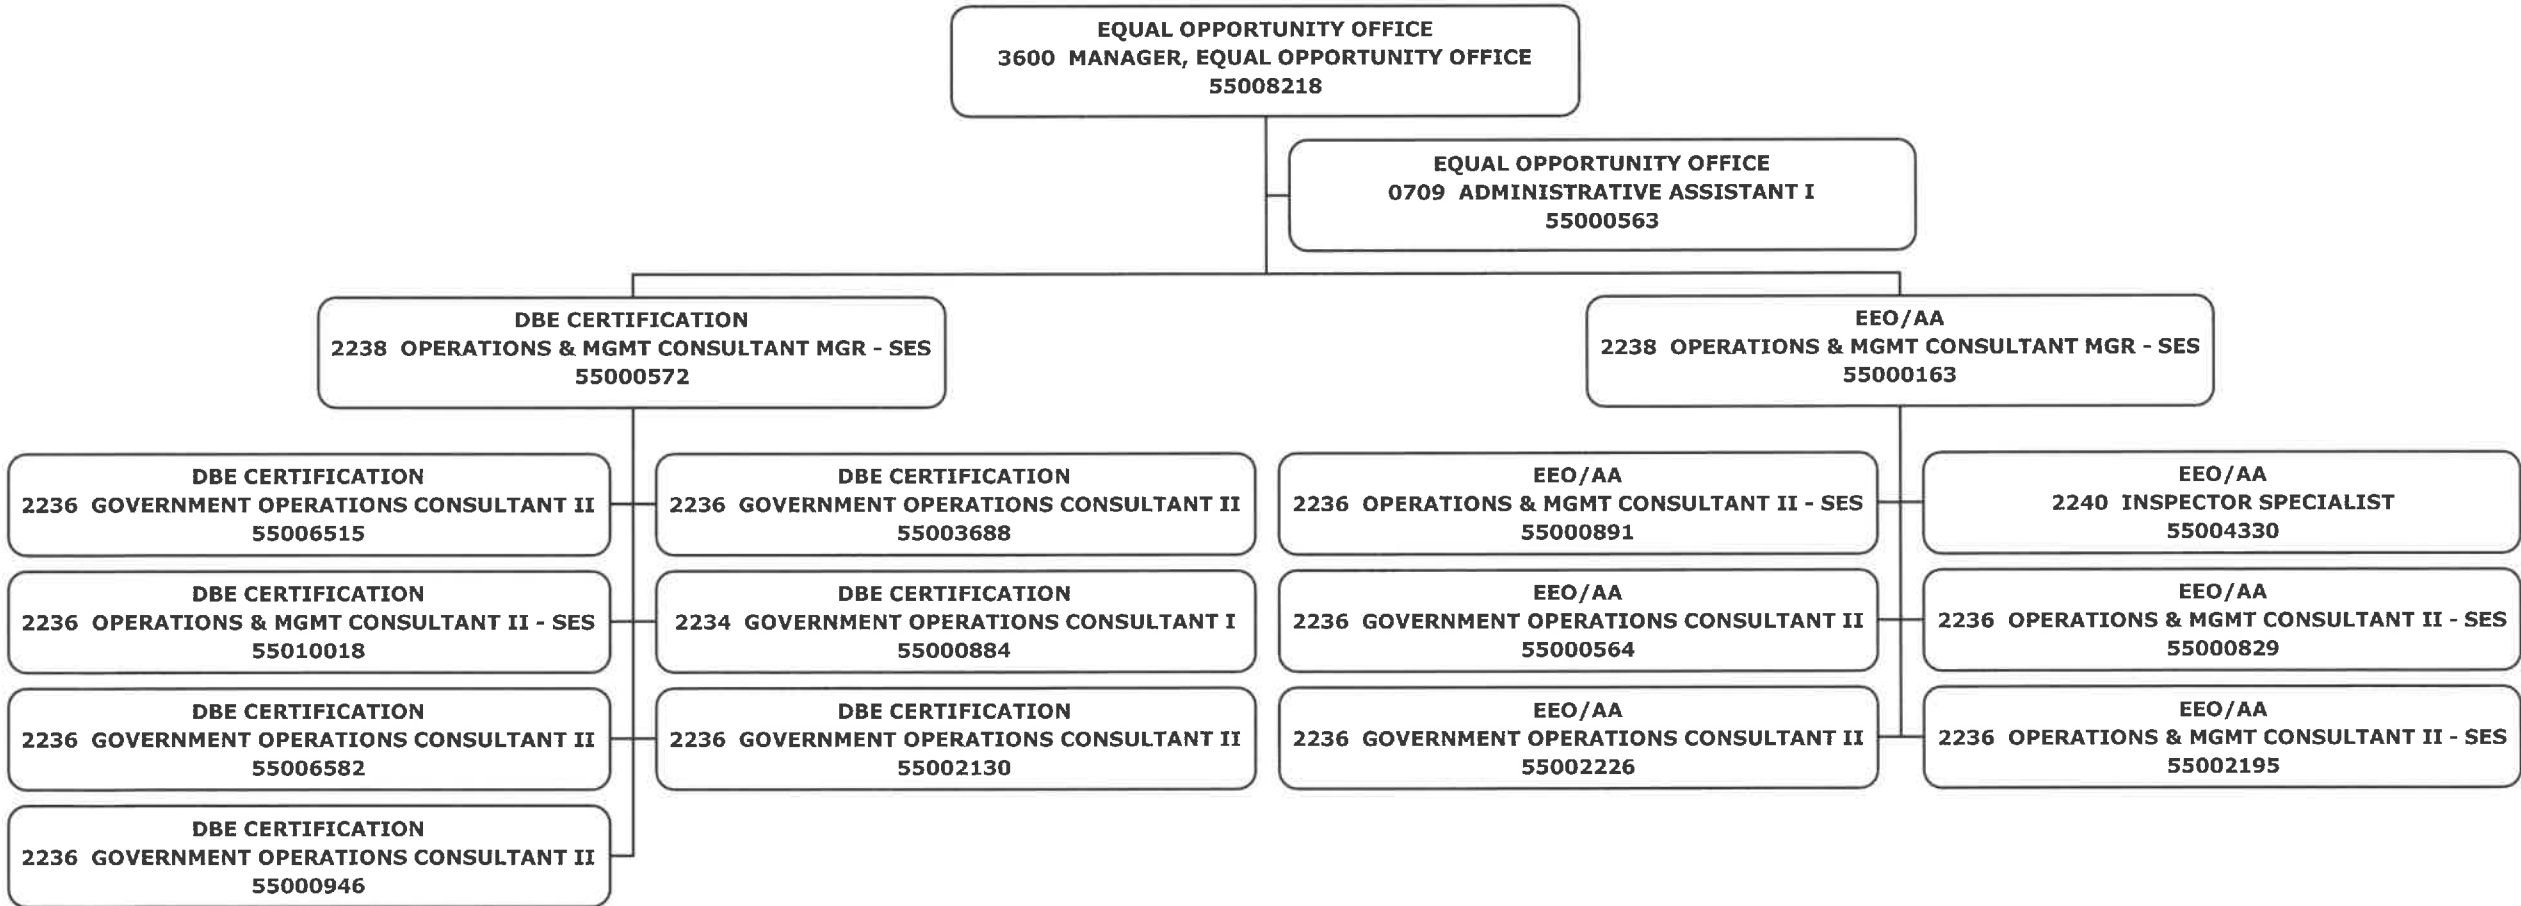 EQUAL OPPORTUNITY OFFICE
3600 MANAGER, EQUAL OPPORTUNITY OFFICE
55008218
EQUAL OPPORTUNITY OFFICE
0709 ADMINISTRATIVE ASSISTANT I
55000563
DBE CERTIFICATION
2238 OPERATIONS & MGMT CONSULTANT MGR - SES
55000572
EEO/AA
2238 OPERATIONS & MGMT CONSULTANT MGR - SES
55000163
DBE CERTIFICATION
2236 GOVERNMENT OPERATIONS CONSULTANT II
55006515
DBE CERTIFICATION
2236 GOVERNMENT OPERATIONS CONSULTANT II
55003688
EEO/AA
2236 OPERATIONS & MGMT CONSULTANT II - SES
55000891
EEO/AA
2240 INSPECTOR SPECIALIST
55004330
DBE CERTIFICATION
2236 OPERATIONS & MGMT CONSULTANT II - SES
55010018
DBE CERTIFICATION
2234 GOVERNMENT OPERATIONS CONSULTANT I
55000884
EEO/AA
2236 GOVERNMENT OPERATIONS CONSULTANT II
55000564
EEO/AA
2236 OPERATIONS & MGMT CONSULTANT II - SES
55000829
DBE CERTIFICATION
2236 GOVERNMENT OPERATIONS CONSULTANT II
55006582
DBE CERTIFICATION
2236 GOVERNMENT OPERATIONS CONSULTANT II
55002130
EEO/AA
2236 GOVERNMENT OPERATIONS CONSULTANT II
55002226
EEO/AA
2236 OPERATIONS & MGMT CONSULTANT II - SES
55002195
DBE CERTIFICATION
2236 GOVERNMENT OPERATIONS CONSULTANT II
55000946